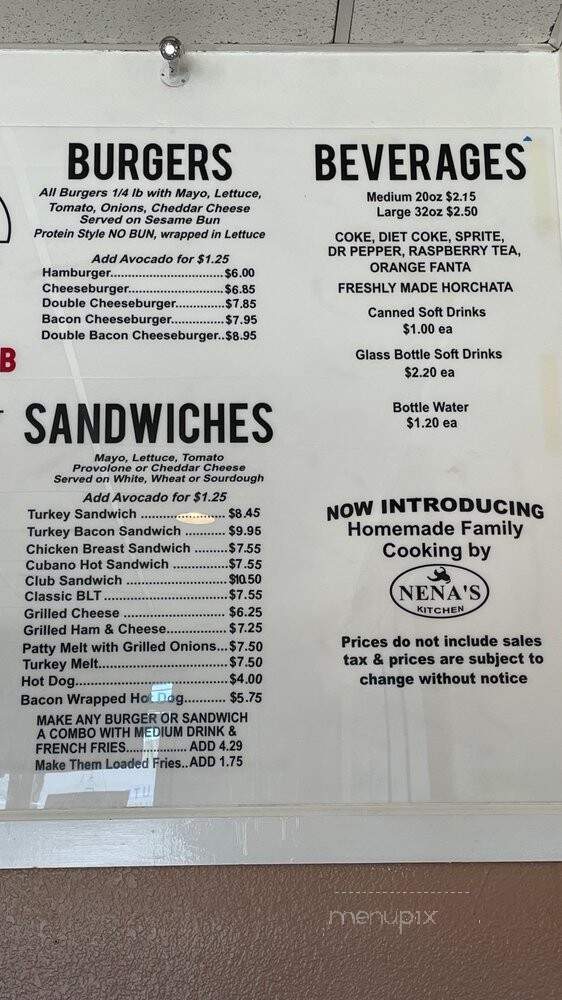 BURGERS
All Burgers 1/4 lb with Mayo, Lettuce,
Tomato, Onions, Cheddar Cheese
Served on Sesame Bun
Protein Style NO BUN, wrapped in Lettuce
Add Avocado for $1.25
Hamburger............................$6.00
Cheeseburger........................$6.85
Double Cheeseburger.............$7.85
Bacon Cheeseburger..............$7.95
Double Bacon Cheeseburger..$8.95
B
SANDWICHES
Mayo, Lettuce, Tomato
Provolone or Cheddar Cheese
Served on White, Wheat or Sourdough
Add Avocado for $1.25
Turkey Sandwich ..................... $8.45
Turkey Bacon Sandwich .......... $9.95
Chicken Breast Sandwich ........$7.55
Cubano Hot Sandwich .............$7.55
Club Sandwich .........................$10.50
Classic BLT..............................$7.55
Grilled Cheese .........................$6.25
Grilled Ham & Cheese...............$7.25
Patty Melt with Grilled Onions...$7.50
Turkey Melt................................$7.50
Hot Dog......................................$4.00
Bacon Wrapped Hot Dog........... $5.75
MAKE ANY BURGER OR SANDWICH
A COMBO WITH MEDIUM DRINK &
FRENCH FRIES................. ADD 4.29
Make Them Loaded Fries..ADD 1.75
BEVERAGES
Medium 20oz $2.15
Large 32oz $2.50
COKE, DIET COKE, SPRITE,
DR PEPPER, RASPBERRY TEA,
ORANGE FANTA
FRESHLY MADE HORCHATA
Canned Soft Drinks
$1.00 ea
Glass Bottle Soft Drinks
$2.20 ea
Bottle Water
$1.20 ea
NOW INTRODUCING
Homemade Family
Cooking by
NENA'S
KITCHEN
Prices do not include sales
tax & prices are subject to
change without notice
menupix